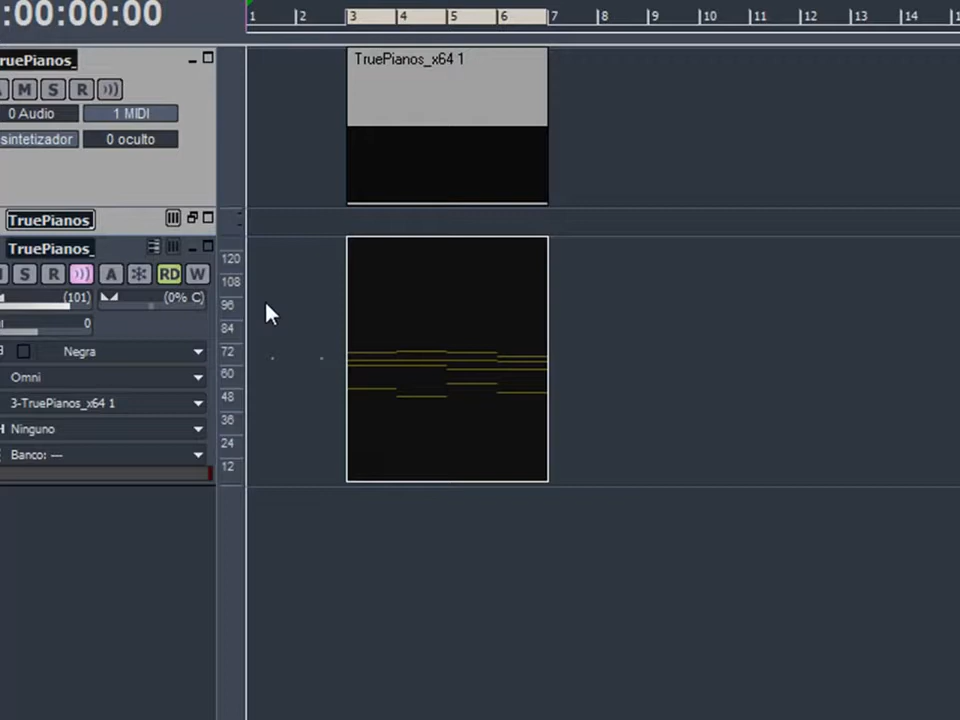 :00:00:00
1 2 3 4 5 6 7 8 9 10 11 12 13 14
ruePianos_
M S R
TruePianos_x64 1
0 Audio 1 MIDI
sintetizador 0 oculto
TruePianos_
TruePianos_
S R A RD W
(101) (0% C)
0
Negra
Omni
3-TruePianos_x64 1
Ninguno
Banco: —
120
108
96
84
72
60
48
36
24
12